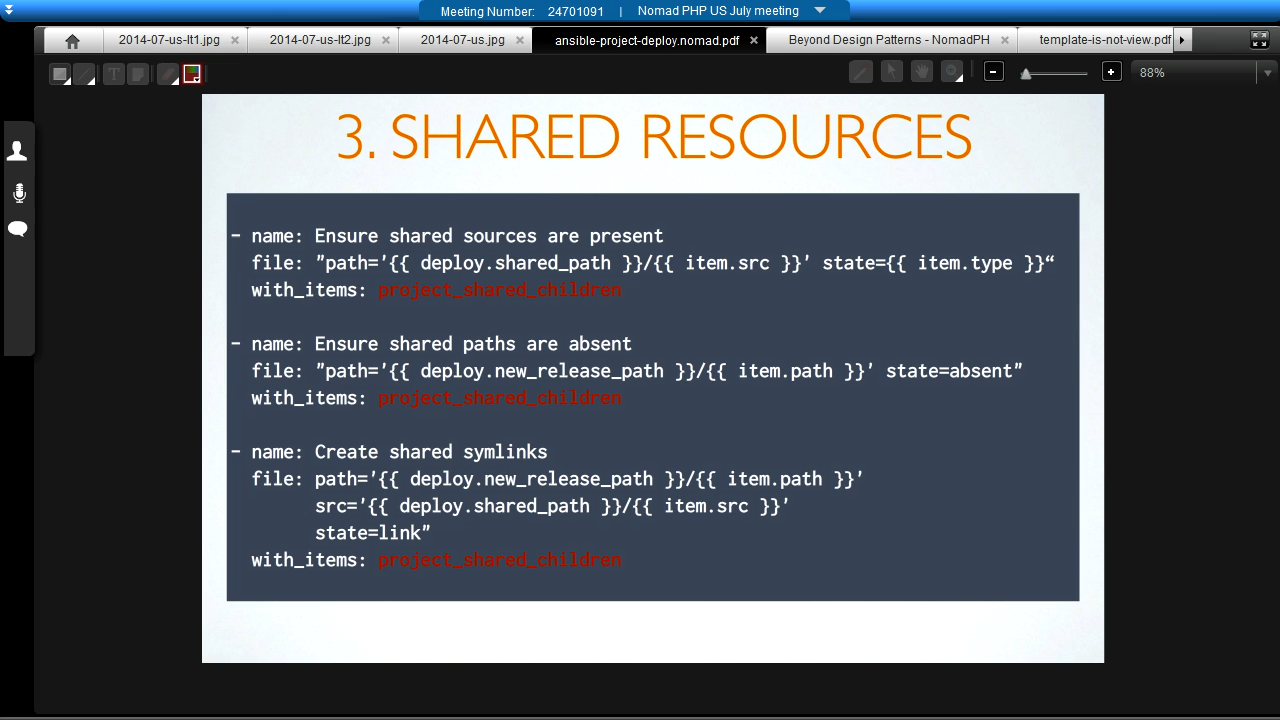 Meeting Number: 24701091 | Nomad PHP US July meeting
2014-07-us-lt1.jpg × 2014-07-us-lt2.jpg × 2014-07-us.jpg × ansible-project-deploy.nomad.pdf × Beyond Design Patterns - NomadPH × template-is-not-view.pdf
T 88%
3. SHARED RESOURCES
- name: Ensure shared sources are present
file: "path='{{ deploy.shared_path }}/{{ item.src }}' state={{ item.type }}“
with_items: project_shared_children
- name: Ensure shared paths are absent
file: "path='{{ deploy.new_release_path }}/{{ item.path }}' state=absent"
with_items: project_shared_children
- name: Create shared symlinks
file: path='{{ deploy.new_release_path }}/{{ item.path }}'
src='{{ deploy.shared_path }}/{{ item.src }}'
state=link"
with_items: project_shared_children